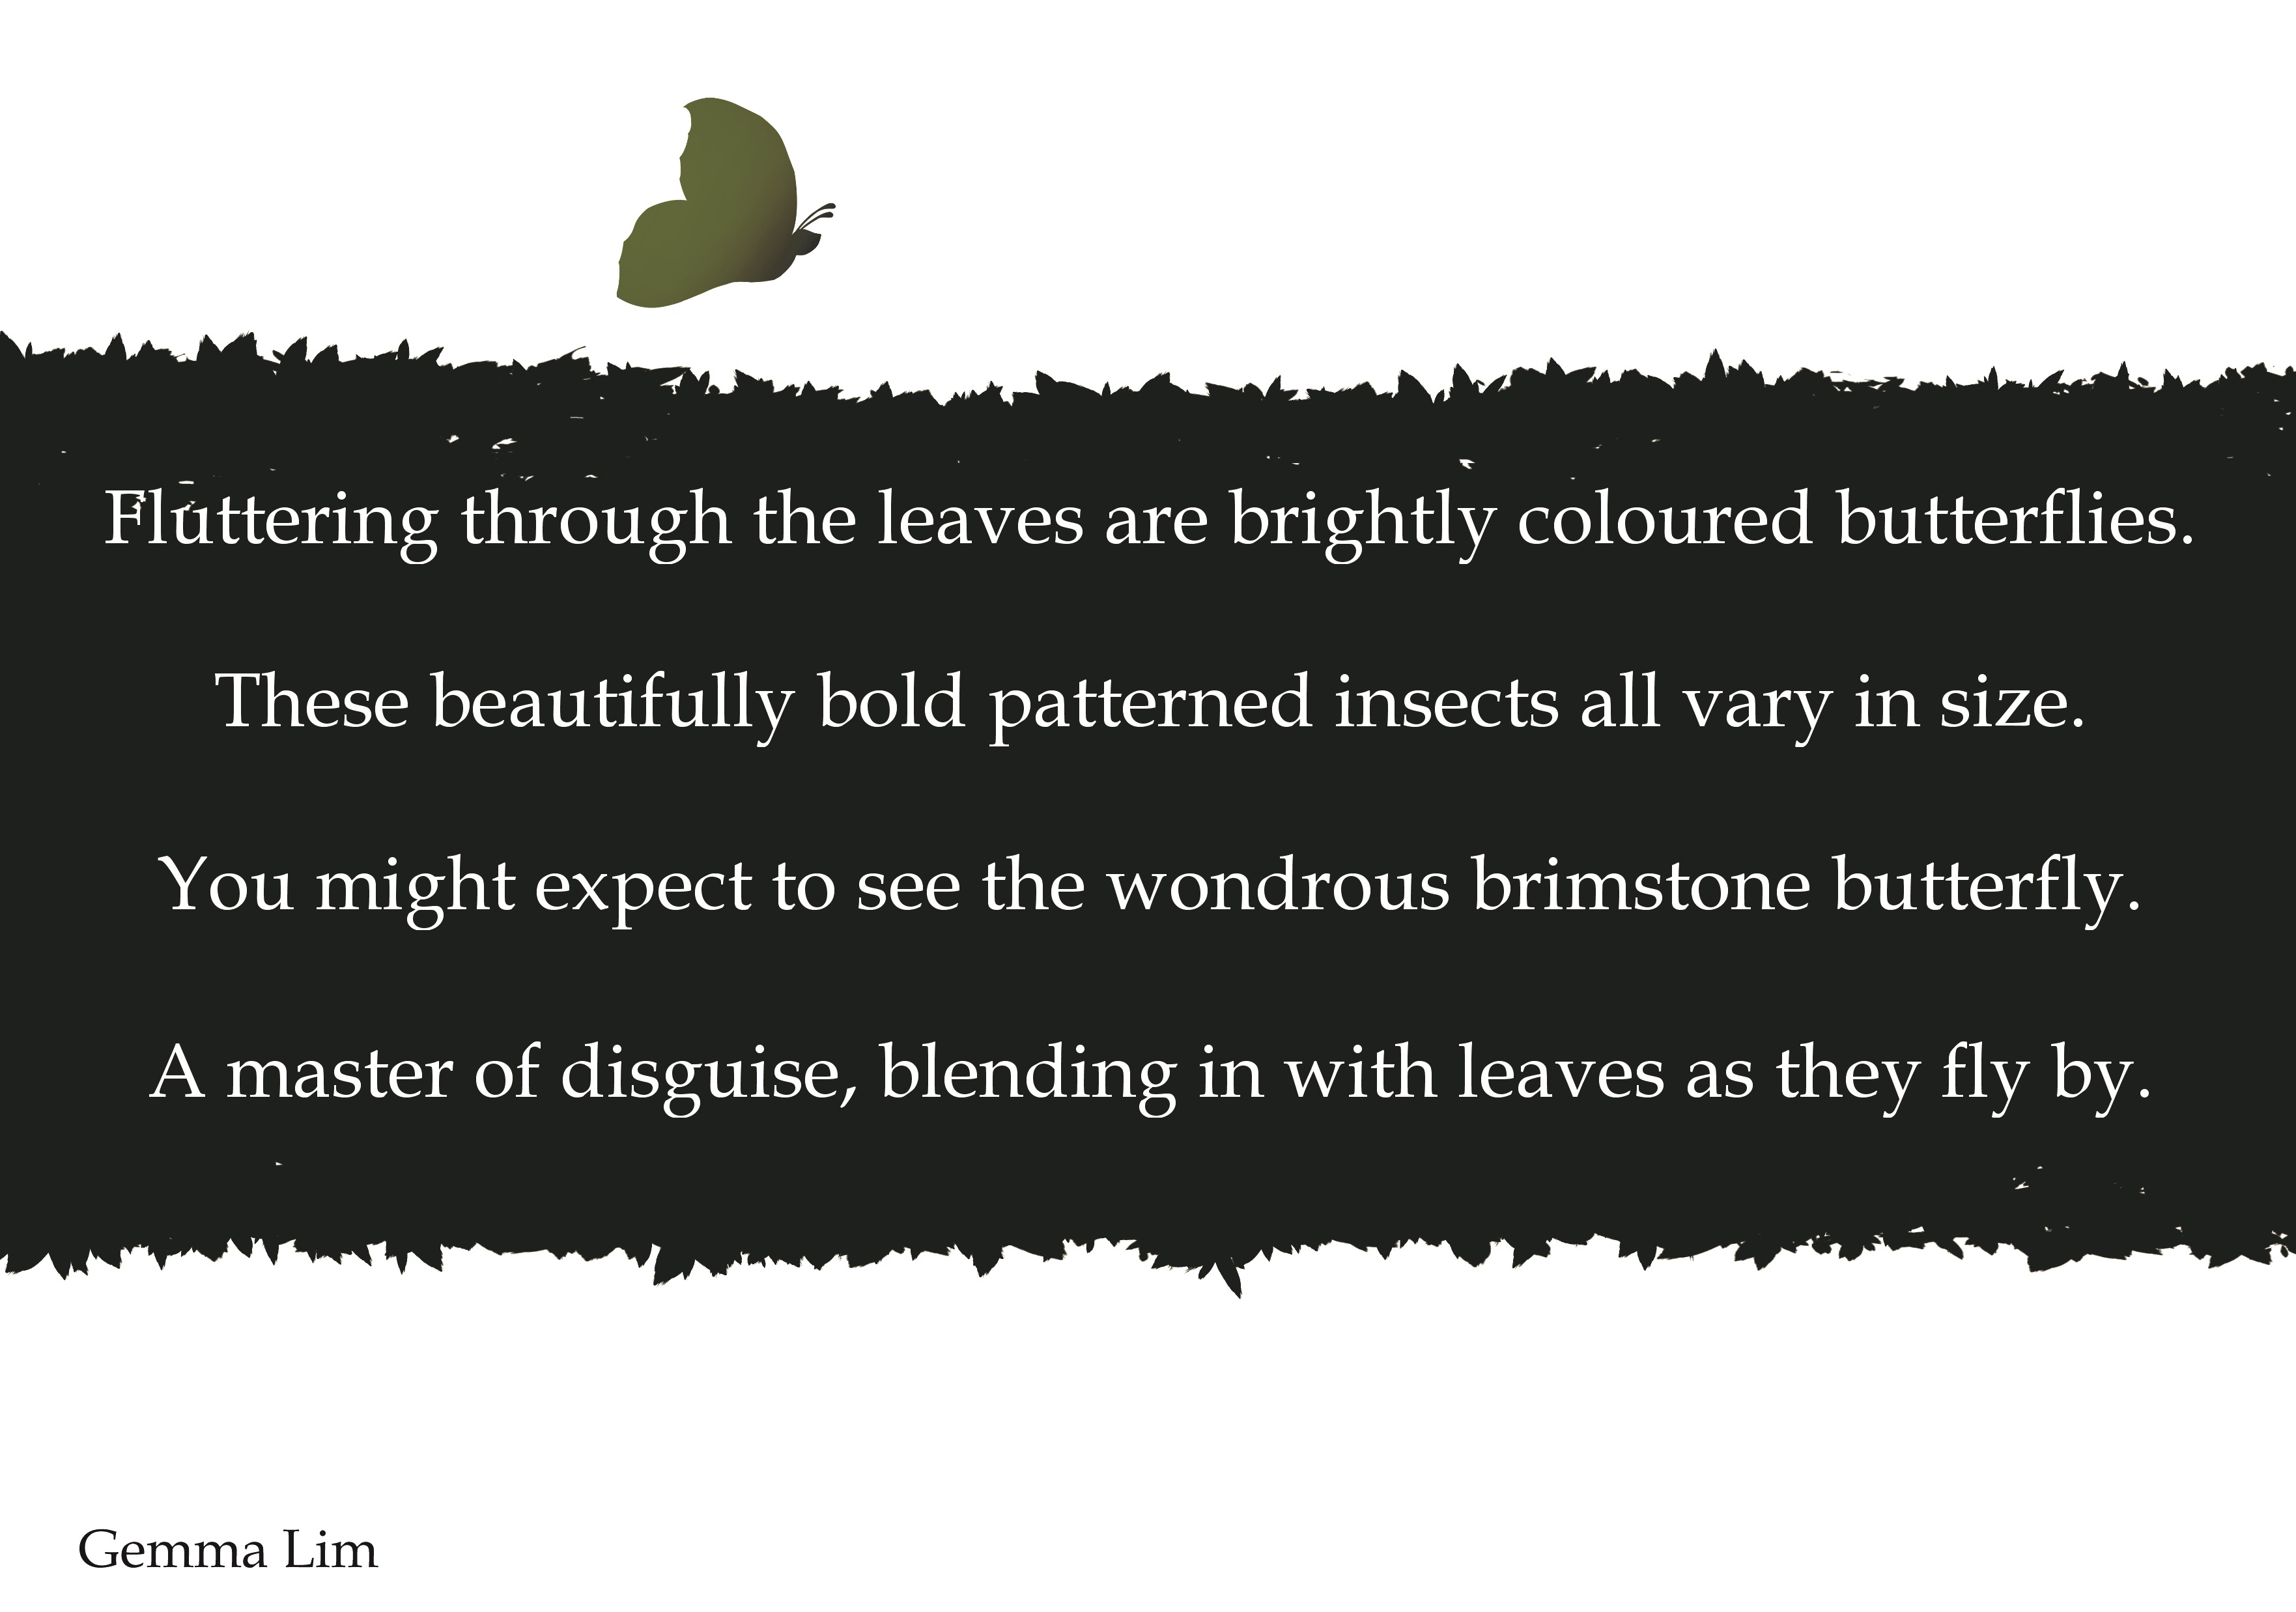 Fluttering through the leaves are brightly coloured butterflies.
These beautifully bold patterned insects all vary in size.
You might expect to see the wondrous brimstone butterfly.
A master of disguise, blending in with leaves as they fly by.
Gemma Lim